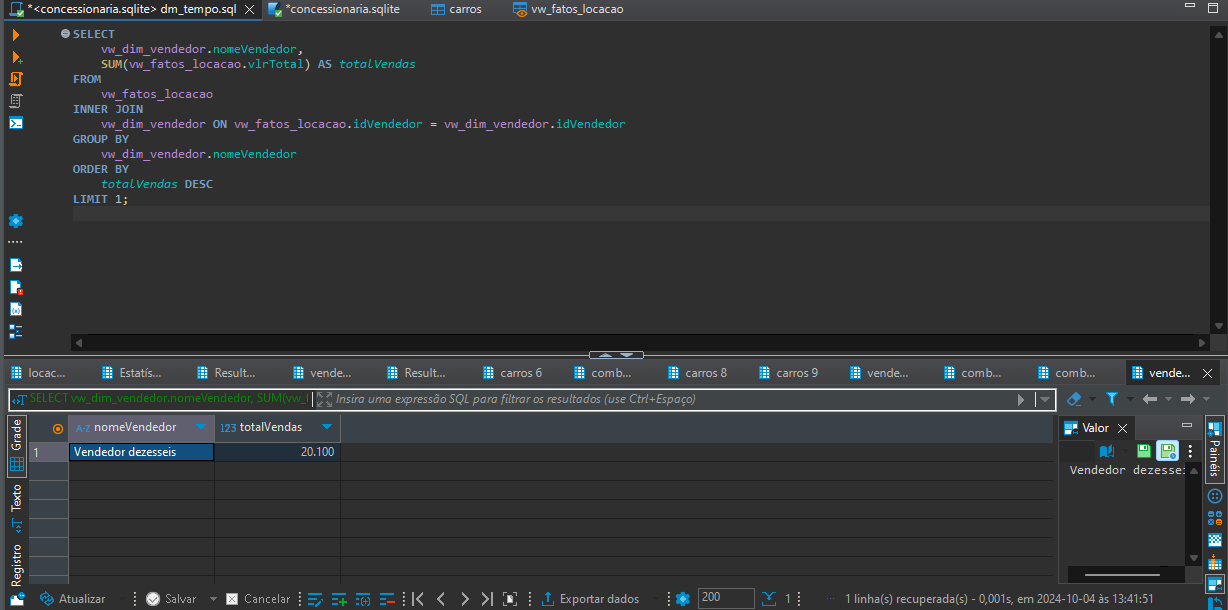 *<concessionaria.sqlite> dm_tempo.sql
*concessionaria.sqlite
carros
vw_fatos_locacao
SELECT
vw_dim_vendedor.nomeVendedor,
SUM(vw_fatos_locacao.vlrTotal) AS totalVendas
FROM
vw_fatos_locacao
INNER JOIN
vw_dim_vendedor ON vw_fatos_locacao.idVendedor = vw_dim_vendedor.idVendedor
GROUP BY
vw_dim_vendedor.nomeVendedor
ORDER BY
totalVendas DESC
LIMIT 1;
locac...
Estatís...
Result...
vende...
Result...
carros 6
comb...
carros 8
carros 9
vende...
comb...
comb...
vende...
SELECT vw_dim_vendedor.nomeVendedor, SUM(vw_f
Insira uma expressão SQL para filtrar os resultados (use Ctrl+Espaço)
Grade
Texto
Registro
A-Z nomeVendedor
123 totalVendas
1
Vendedor dezesseis
20.100
Valor
Vendedor dezessei
Painéis
Atualizar
Salvar
Cancelar
Exportar dados
200
1
1 linha(s) recuperada(s) - 0,001s, em 2024-10-04 às 13:41:51